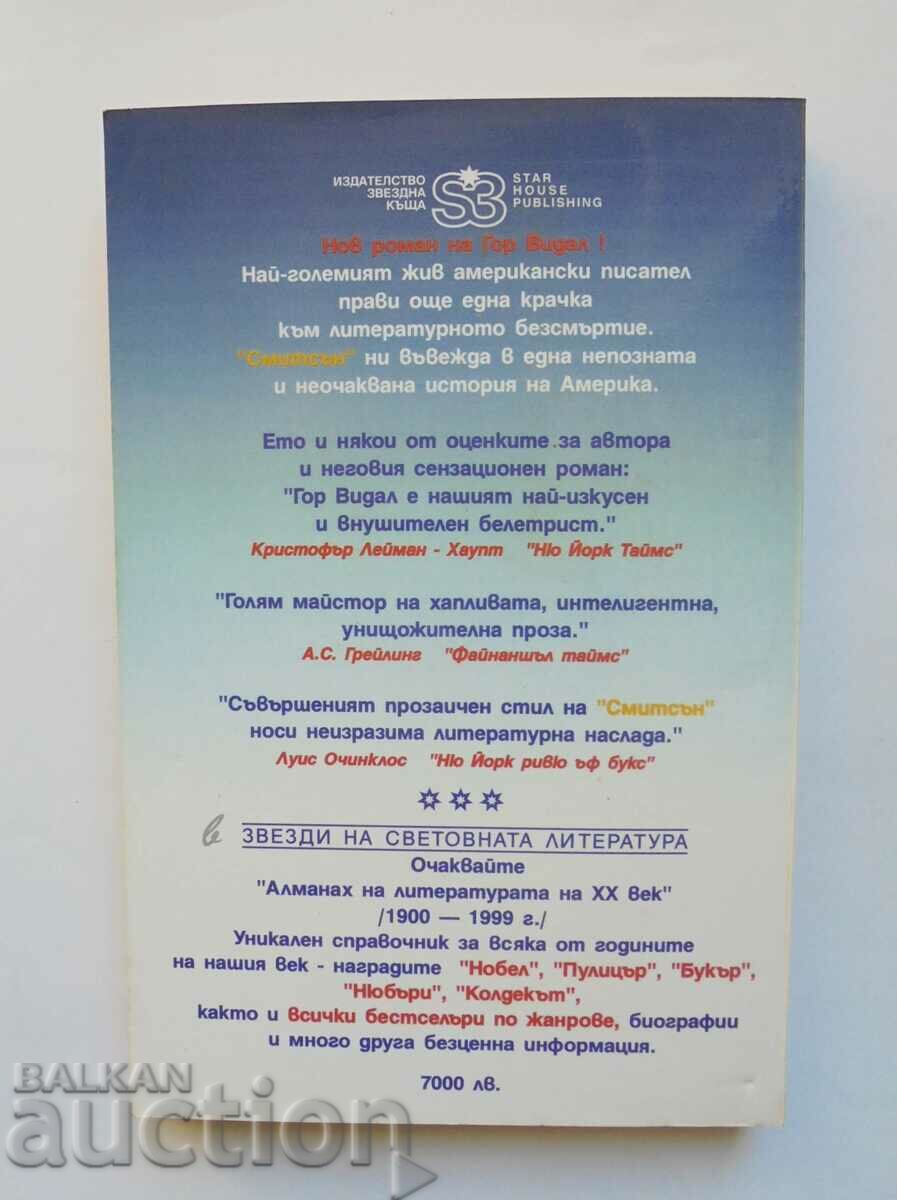 ИЗДАТЕЛСТВО
ЗВЕЗДНА
КЪЩА
SЗ
STAR
HOUSE
PUBLISHING
Нов роман на Гор Видал !
Най-големият жив американски писател
прави още една крачка
към литературното безсмъртие.
"Смитсън" ни въвежда в една непозната
и неочаквана история на Америка.
Ето и някои от оценките за автора
и неговия сензационен роман:
"Гор Видал е нашият най-изкусен
и внушителен белетрист."
Кристофър Лейман - Хаупт "Ню Йорк Таймс"
"Голям майстор на хапливата, интелигентна,
унищожителна проза."
А.С. Грейлинг "Файнаншъл таймс"
"Съвършеният прозаичен стил на "Смитсън"
носи неизразима литературна наслада."
Луис Очинклос "Ню Йорк ривю ъф букс"
в ЗВЕЗДИ НА СВЕТОВНАТА ЛИТЕРАТУРА
Очаквайте
"Алманах на литературата на XX век"
/1900 — 1999 г./
Уникален справочник за всяка от годините
на нашия век - наградите "Нобел", "Пулицър", "Букър",
"Нюбъри", "Колдекът",
както и всички бестселъри по жанрове, биографии
и много друга безценна информация.
7000 лв.
BALKAN
auction